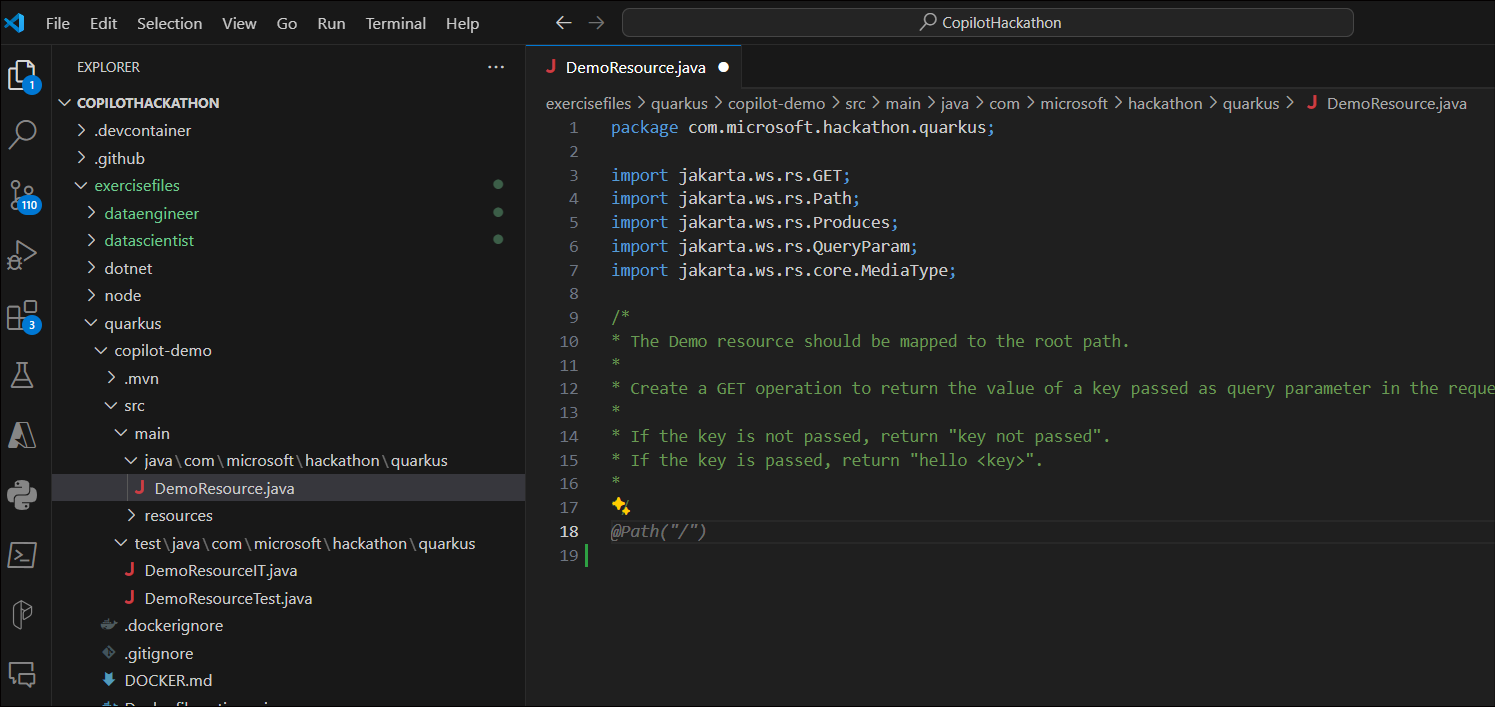 File Edit Selection View Go Run Terminal Help
CopilotHackathon
1
110
3
EXPLORER
COPILOTHACKATHON
.devcontainer
.github
exercisefiles
dataengineer
datascientist
dotnet
node
quarkus
copilot-demo
.mvn
src
main
java\com\microsoft\hackathon\quarkus
DemoResource.java
resources
test\java\com\microsoft\hackathon\quarkus
DemoResourceIT.java
DemoResourceTest.java
.dockerignore
.gitignore
DOCKER.md
DemoResource.java
exercisefiles > quarkus > copilot-demo > src > main > java > com > microsoft > hackathon > quarkus > DemoResource.java
1 package com.microsoft.hackathon.quarkus;
2
3 import jakarta.ws.rs.GET;
4 import jakarta.ws.rs.Path;
5 import jakarta.ws.rs.Produces;
6 import jakarta.ws.rs.QueryParam;
7 import jakarta.ws.rs.core.MediaType;
8
9 /*
10 * The Demo resource should be mapped to the root path.
11 *
12 * Create a GET operation to return the value of a key passed as query parameter in the reque
13 *
14 * If the key is not passed, return "key not passed".
15 * If the key is passed, return "hello <key>".
16 *
17
18 @Path("/")
19